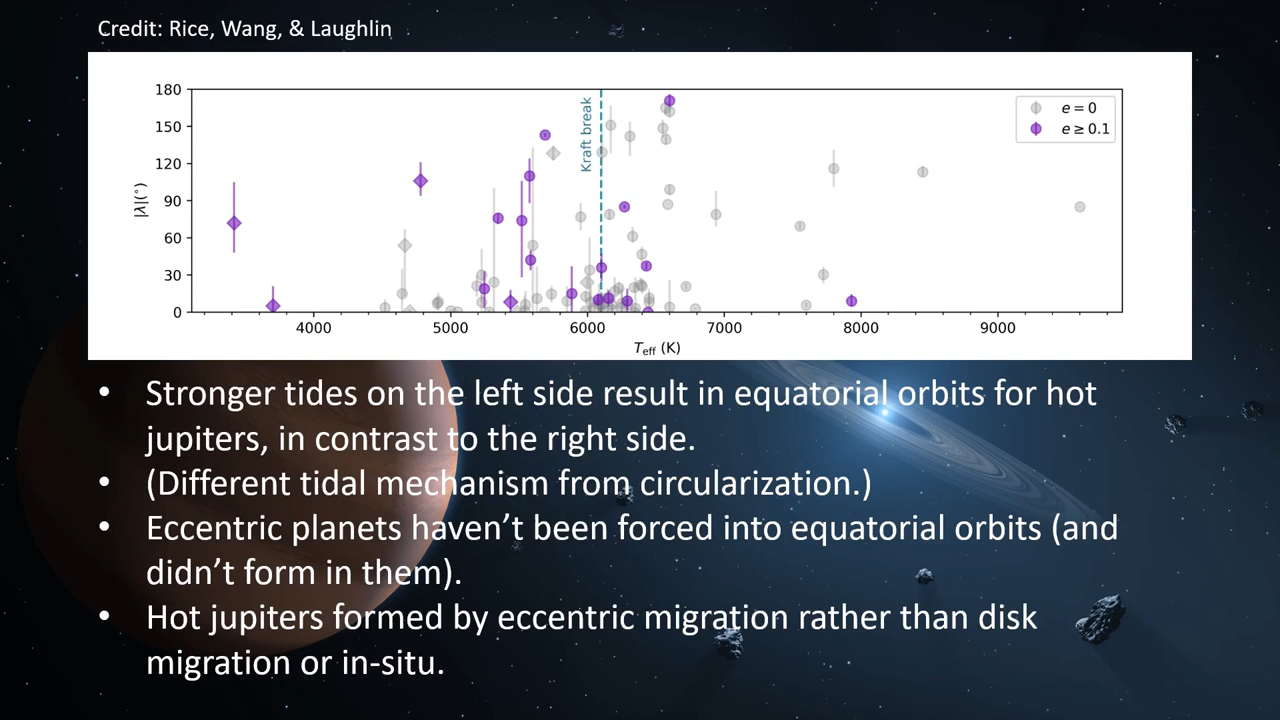 Credit: Rice, Wang, & Laughlin
180
150
120
90
60
30
0
|λ|(°)
Kraft break
e = 0
e ≥ 0.1
4000 5000 6000 7000 8000 9000
Teff (K)
• Stronger tides on the left side result in equatorial orbits for hot
jupiters, in contrast to the right side.
• (Different tidal mechanism from circularization.)
• Eccentric planets haven’t been forced into equatorial orbits (and
didn’t form in them).
• Hot jupiters formed by eccentric migration rather than disk
migration or in-situ.